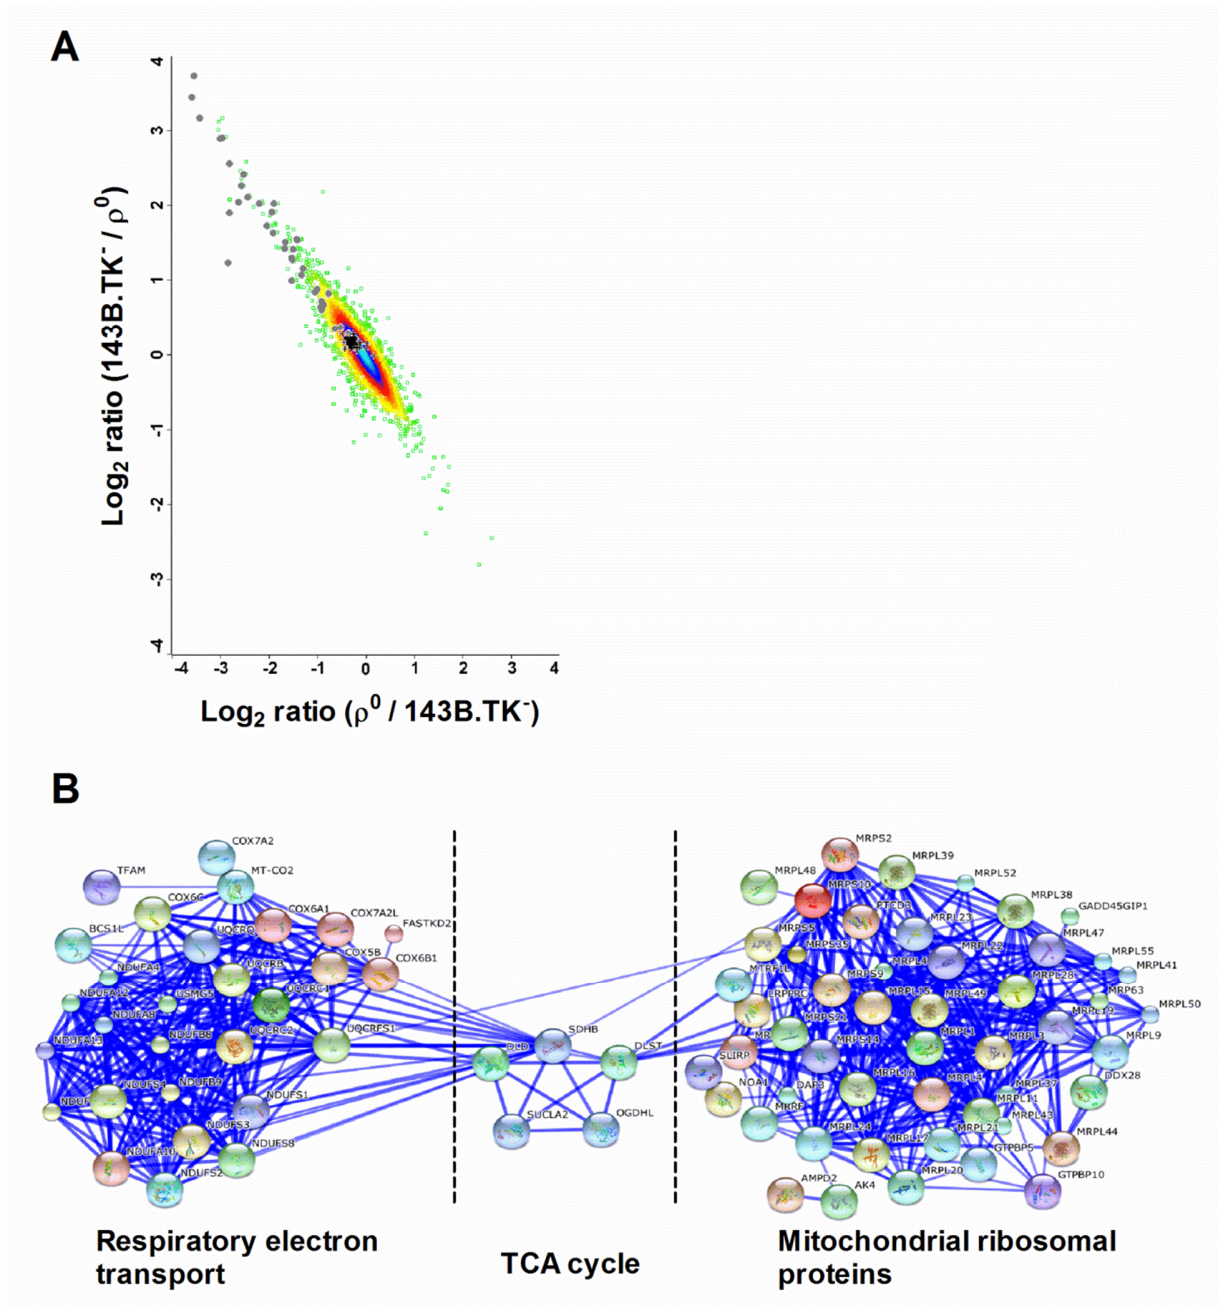 A
4
3
2
1
0
-1
-2
-3
-4
Log2 ratio (143B.TK- / ρ0)
-4 -3 -2 -1 0 1 2 3 4
Log2 ratio (ρ0 / 143B.TK-)
B
COX7A2
TFAM
MT-CO2
COX6C
COX6A1
COX7A2L
FASTKD2
BCS1L
UQCRQ
COX5B
COX6B1
NDUFA4
UQCRB
NDUFA12
USMG5
UQCRC1
NDUFA8
NDUFB8
UQCRC2
UQCRFS1
NDUFA13
NDUFS4
NDUFB9
NDUFS1
NDUFS3
NDUFA10
NDUFS8
NDUFS2
SDHB
DLD
DLST
SUCLA2
OGDHL
MRPS2
MRPL39
MRPL48
MRPS10
MRPL52
MRPL38
PTCD3
MRPL23
GADD45GIP1
MRPS5
MRPS35
MRPL22
MRPL47
MRPL55
MTRF1L
MRPS9
MRPL28
MRPL41
LRPPRC
MRPL15
MRPL49
MRP63
MRPL19
MRPL50
MRPS21
MRPS14
MRPL1
MRPL3
MRPL9
SLIRP
NOA1
DAP3
MRPL16
MRPL4
MRPL37
DDX28
MRRF
MRPL11
MRPL43
MRPL24
MRPL17
MRPL21
MRPL44
GTPBP5
MRPL20
GTPBP10
AMPD2
AK4
Respiratory electron
transport
TCA cycle
Mitochondrial ribosomal
proteins